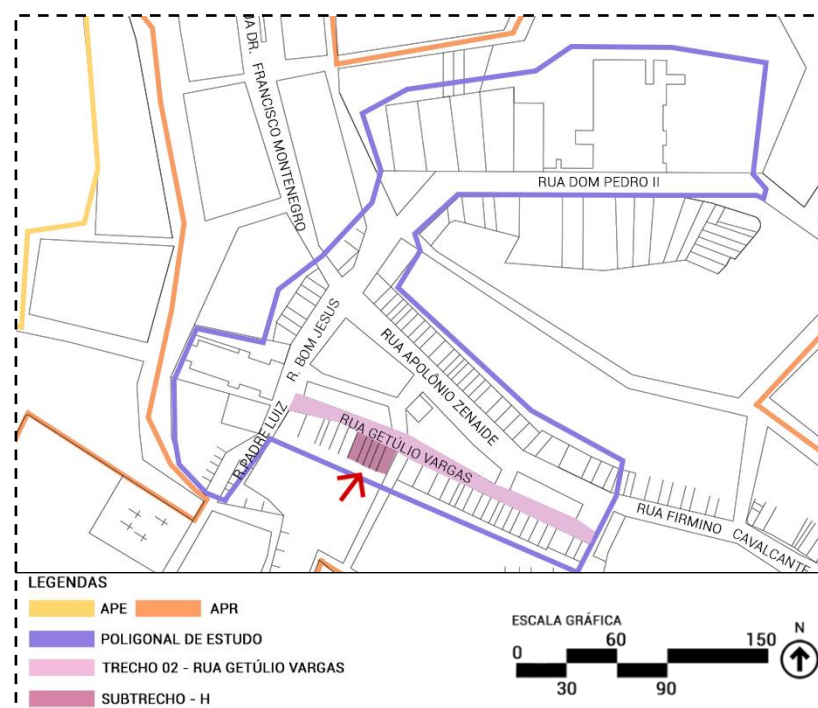 UA DR. FRANCISCO MONTENEGRO
RUA DOM PEDRO II
R. BOM JESUS
RUA APOLÔNIO ZENAIDE
R.PADRE LUIZ
RUA GETÚLIO VARGAS
RUA FIRMINO CAVALCANTE
LEGENDAS
APE APR
POLIGONAL DE ESTUDO
TRECHO 02 - RUA GETÚLIO VARGAS
SUBTRECHO - H
ESCALA GRÁFICA
0 60 150
30 90
N